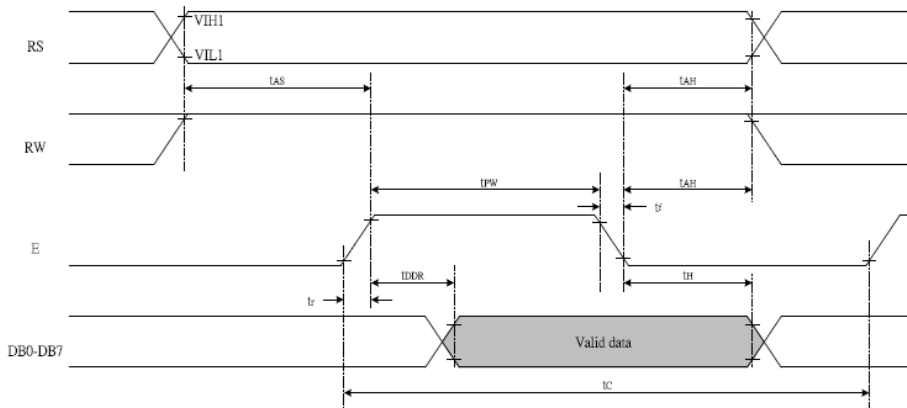 RS
VIH1
VIL1
tAS
tAH
RW
tPW
tAH
tf
E
tDDR
tH
tr
Valid data
DB0-DB7
tC